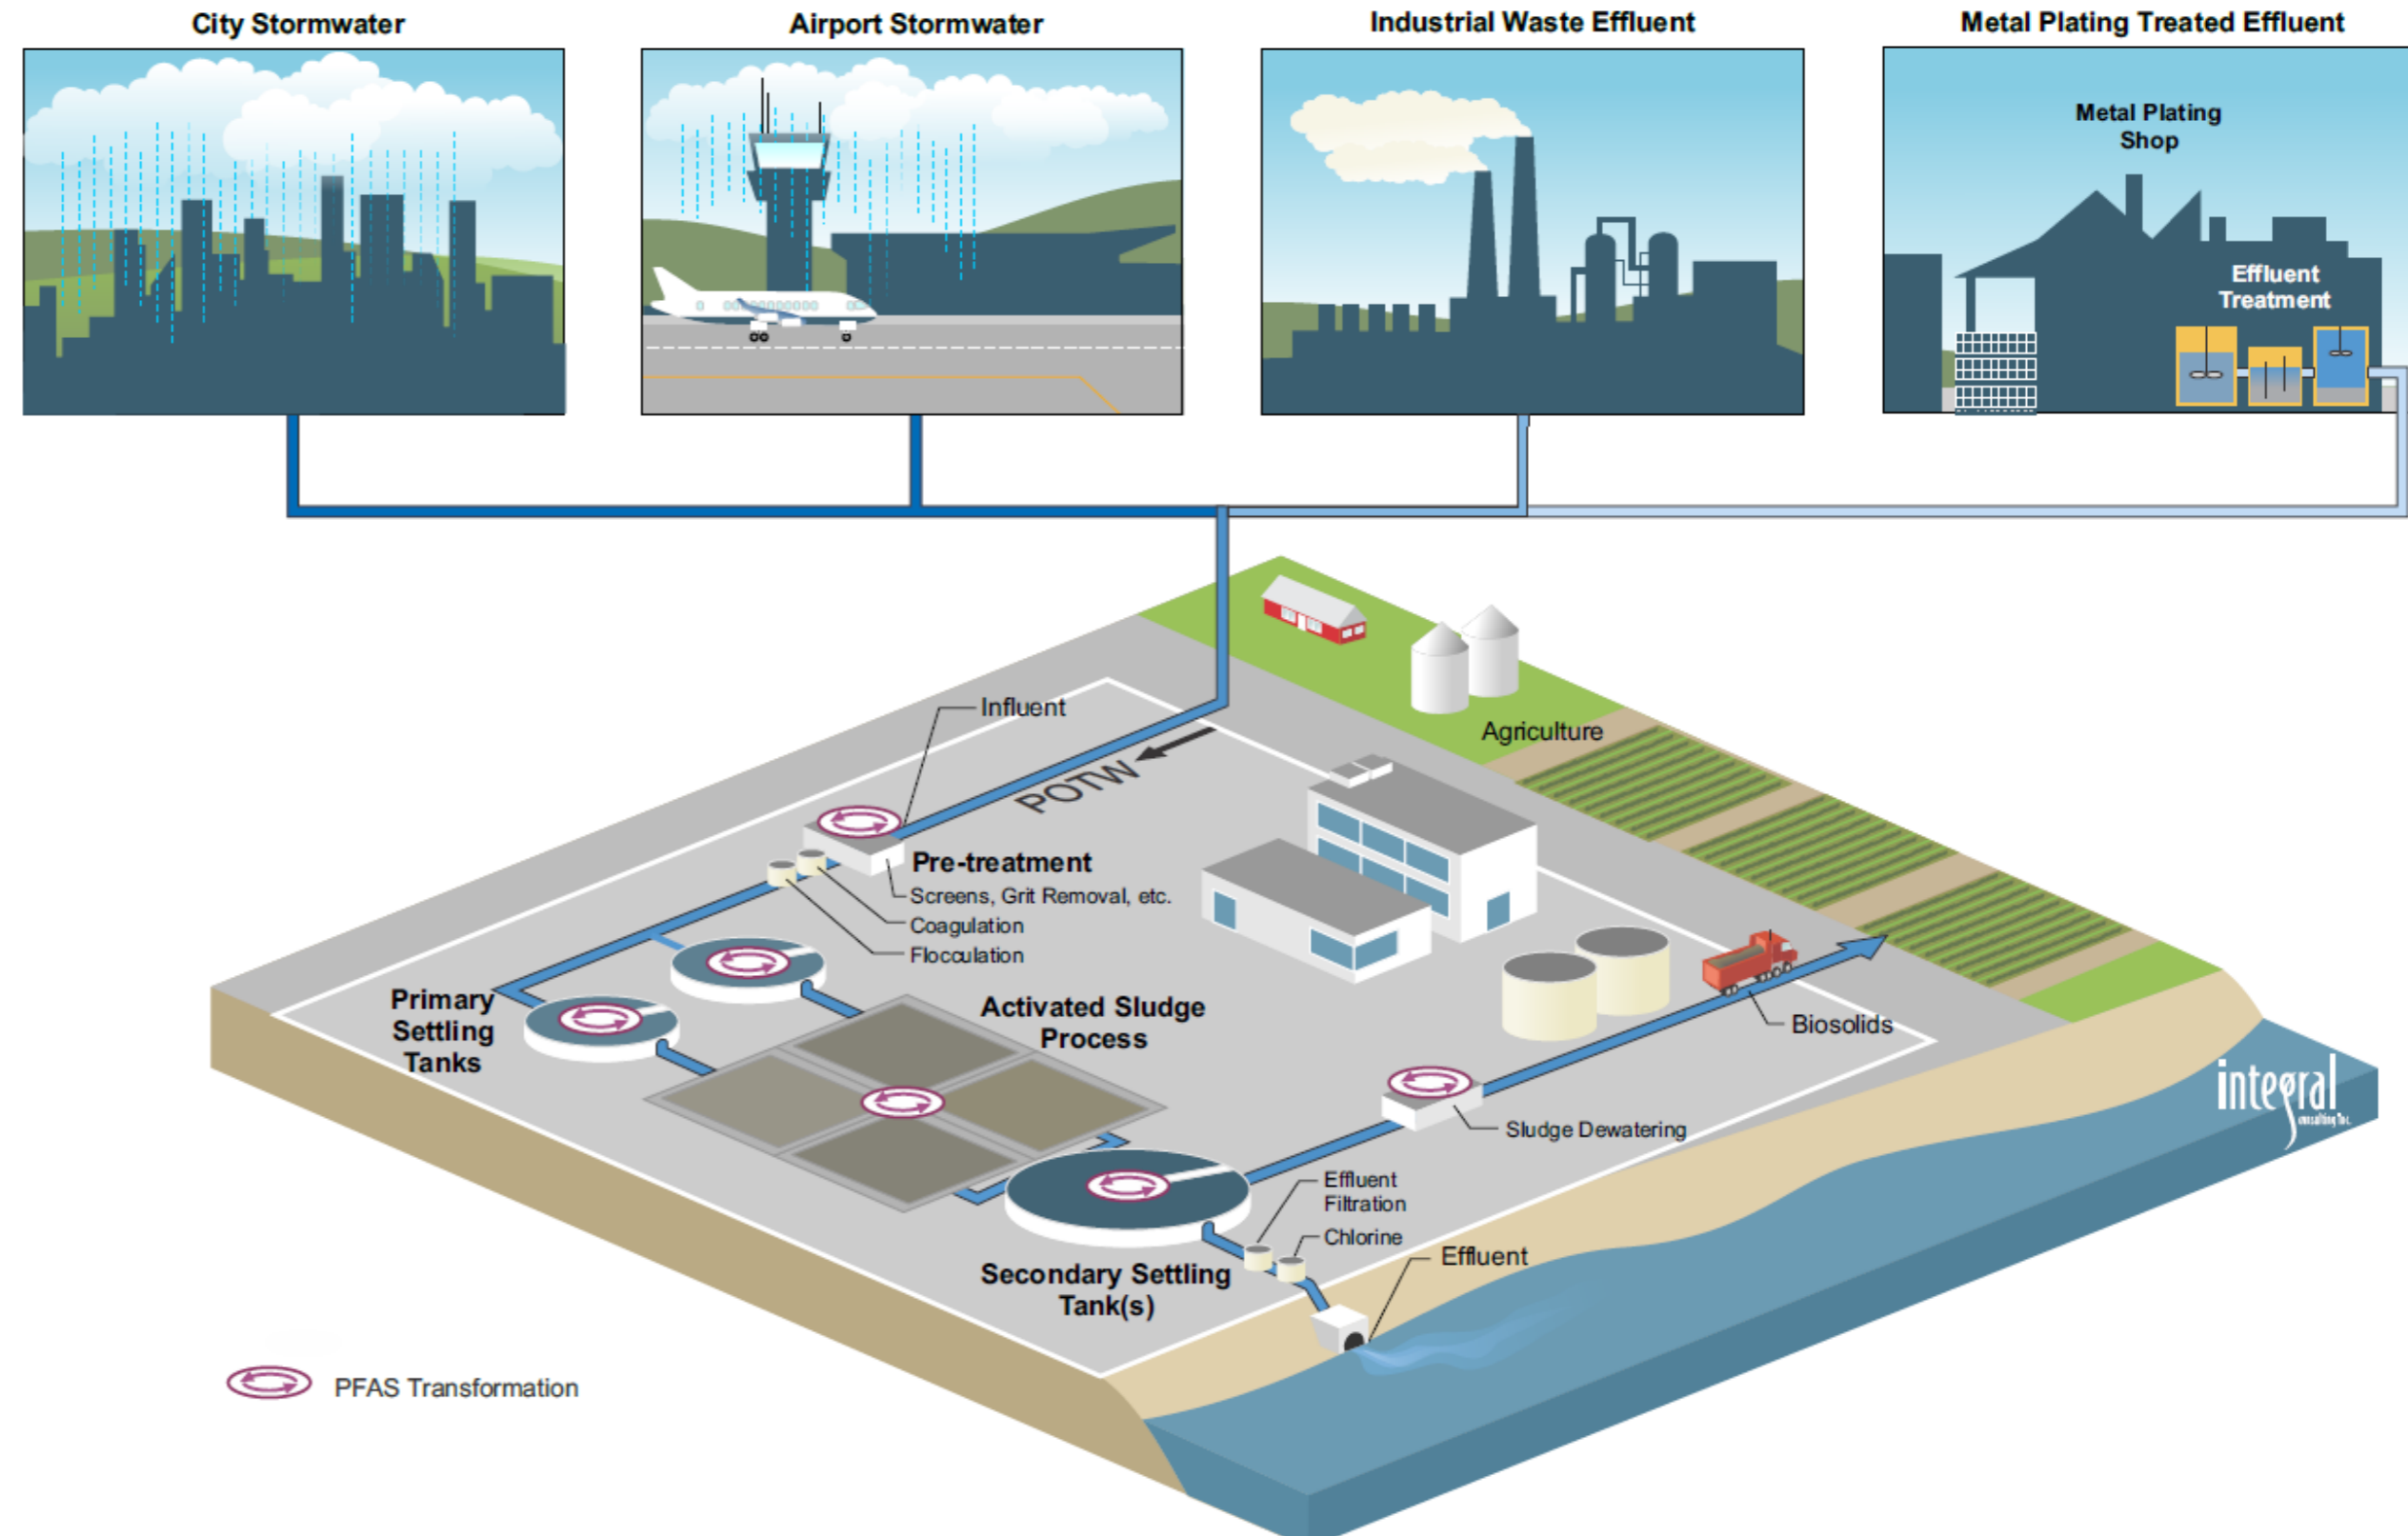 City Stormwater
Airport Stormwater
Industrial Waste Effluent
Metal Plating Treated Effluent
Metal Plating
Shop
Effluent
Treatment
Influent
Agriculture
POTW
Pre-treatment
Screens, Grit Removal, etc.
Coagulation
Flocculation
Primary
Settling
Tanks
Activated Sludge
Process
Biosolids
Sludge Dewatering
Effluent
Filtration
Chlorine
Effluent
Secondary Settling
Tank(s)
integral
consulting inc.
PFAS Transformation